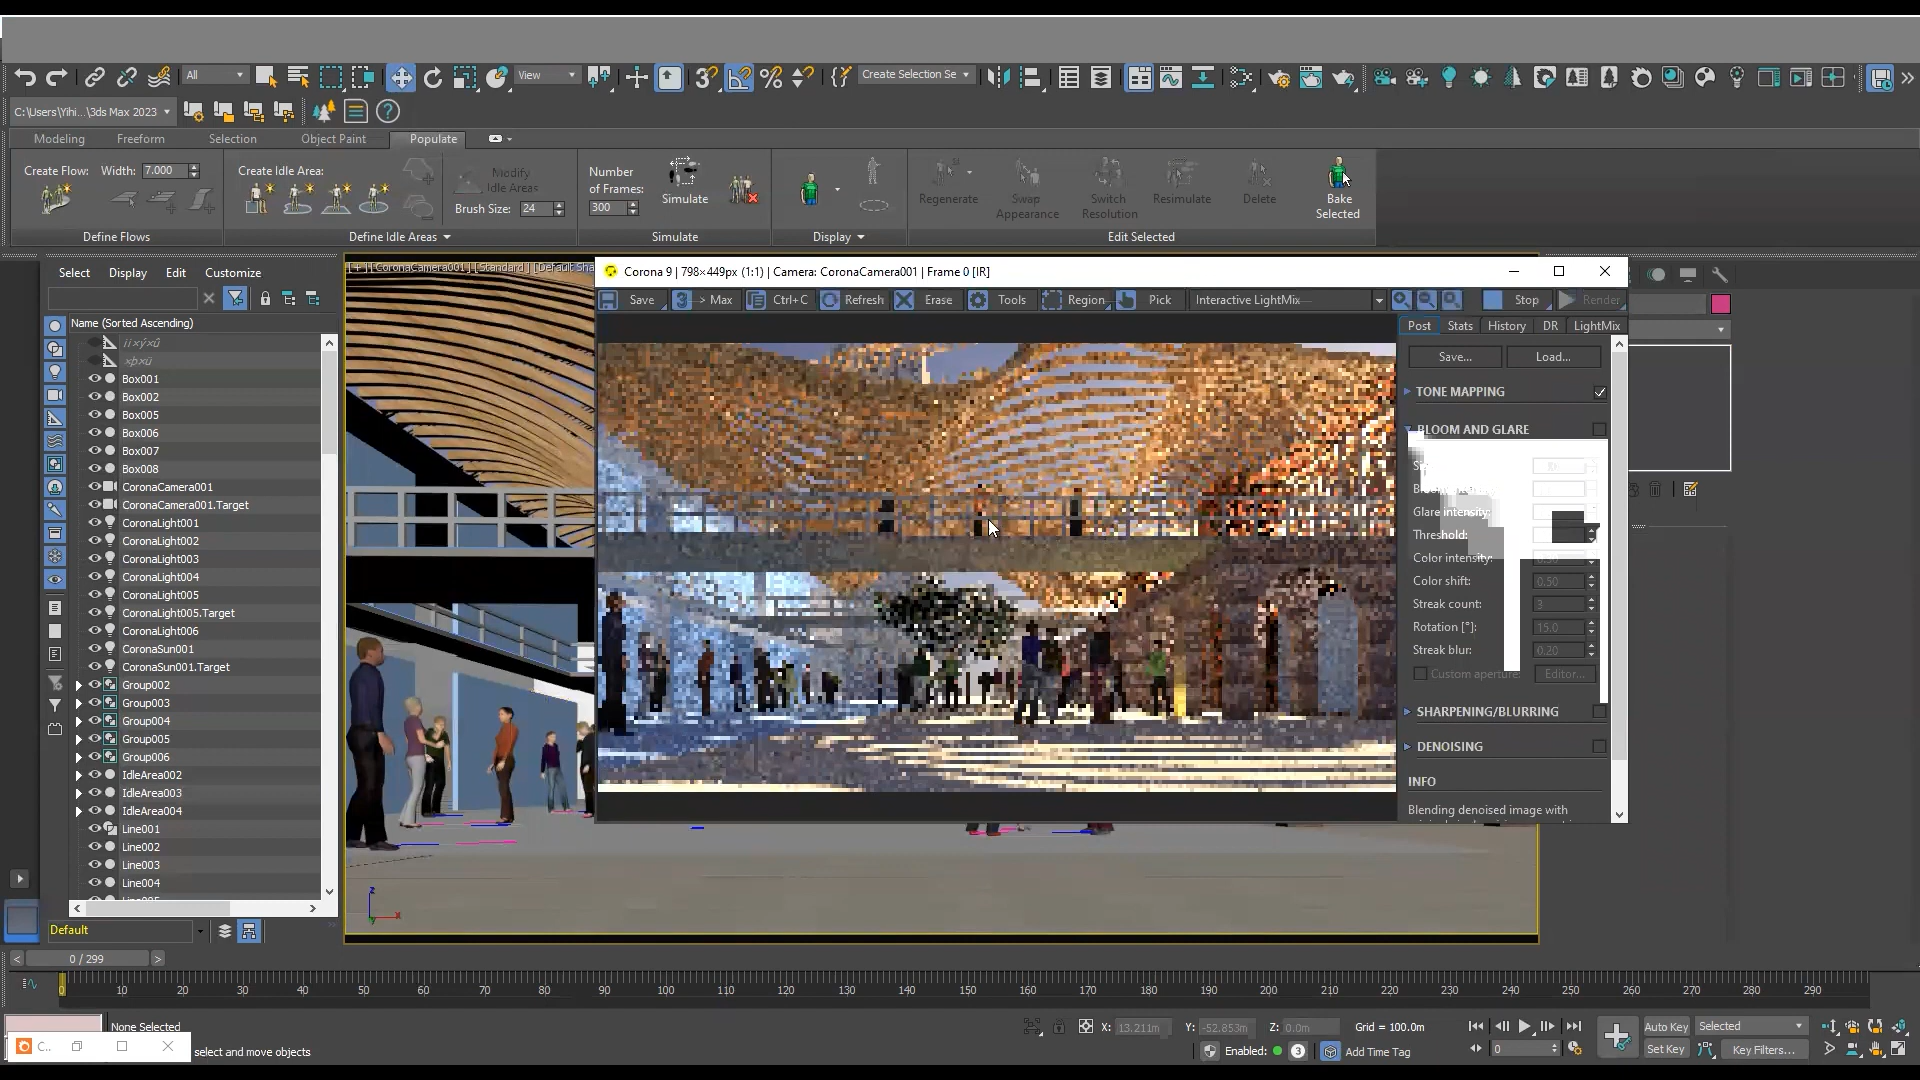 All
View
Create Selection Se
C:\Users\Yihi...\3ds Max 2023
Modeling
Freeform
Selection
Object Paint
Populate
Create Flow: Width: 7.000
Define Flows
Create Idle Area:
Modify
Idle Areas
Brush Size: 24
Define Idle Areas
Number
of Frames:
300
Simulate
Simulate
Display
Regenerate
Swap
Appearance
Switch
Resolution
Resimulate
Delete
Bake
Selected
Edit Selected
Select Display Edit Customize
Name (Sorted Ascending)
Box001
Box002
Box005
Box006
Box007
Box008
CoronaCamera001
CoronaCamera001.Target
CoronaLight001
CoronaLight002
CoronaLight003
CoronaLight004
CoronaLight005
CoronaLight005.Target
CoronaLight006
CoronaSun001
CoronaSun001.Target
Group002
Group003
Group004
Group005
Group006
IdleArea002
IdleArea003
IdleArea004
Line001
Line002
Line003
Line004
Default
[+] [CoronaCamera001] [Standard] [Default Sha
Corona 9 | 798×449px (1:1) | Camera: CoronaCamera001 | Frame 0 [IR]
Save 3 > Max Ctrl+C Refresh Erase Tools Region Pick Interactive LightMix Stop Render
Post Stats History DR LightMix
Save... Load...
TONE MAPPING
BLOOM AND GLARE
Glare intensity:
Threshold:
Color intensity: 0.30
Color shift: 0.50
Streak count: 3
Rotation [°]: 15.0
Streak blur: 0.20
Custom aperture: Editor...
SHARPENING/BLURRING
DENOISING
INFO
Blending denoised image with
z
x
y
< 0 / 299 >
0 10 20 30 40 50 60 70 80 90 100 110 120 130 140 150 160 170 180 190 200 210 220 230 240 250 260 270 280 290
None Selected
X: 13.211m Y: -52.853m Z: 0.0m Grid = 100.0m
Auto Key Selected
C..
select and move objects
Enabled: 3 Add Time Tag
0
Set Key Key Filters...